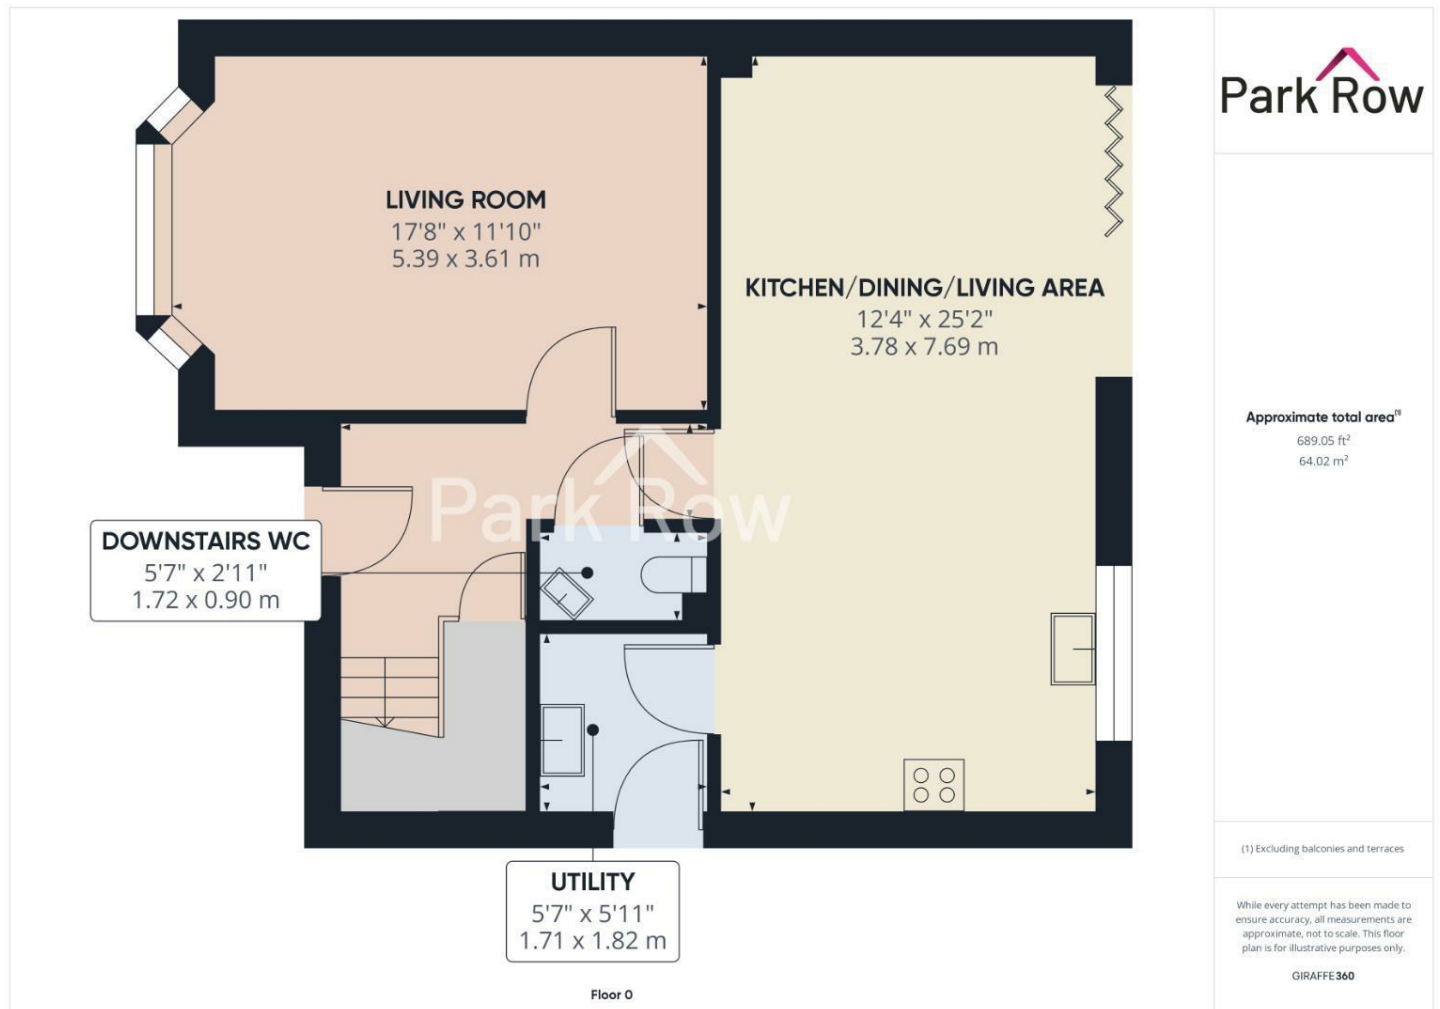 LIVING ROOM
17'8" x 11'10"
5.39 x 3.61 m
KITCHEN/DINING/LIVING AREA
12'4" x 25'2"
3.78 x 7.69 m
Park Row
DOWNSTAIRS WC
5'7" x 2'11"
1.72 x 0.90 m
UTILITY
5'7" x 5'11"
1.71 x 1.82 m
Floor 0
Park Row
Approximate total area⁽¹⁾
689.05 ft²
64.02 m²
(1) Excluding balconies and terraces
While every attempt has been made to
ensure accuracy, all measurements are
approximate, not to scale. This floor
plan is for illustrative purposes only.
GIRAFFE360